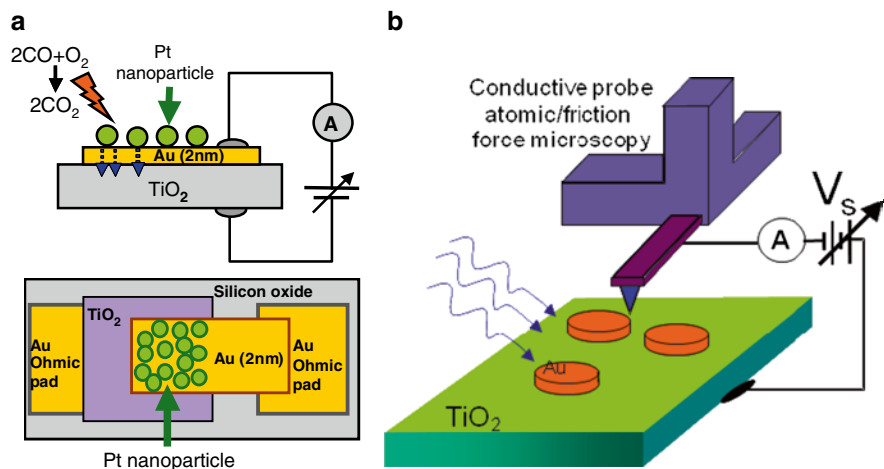 a
2CO+O₂
2CO₂
Pt
nanoparticle
A
Au (2nm)
TiO₂
Silicon oxide
TiO₂
Au
Ohmic
pad
Au (2nm)
Au
Ohmic
pad
Pt nanoparticle
b
Conductive probe
atomic/friction
force microscopy
V_S
A
Au
TiO₂